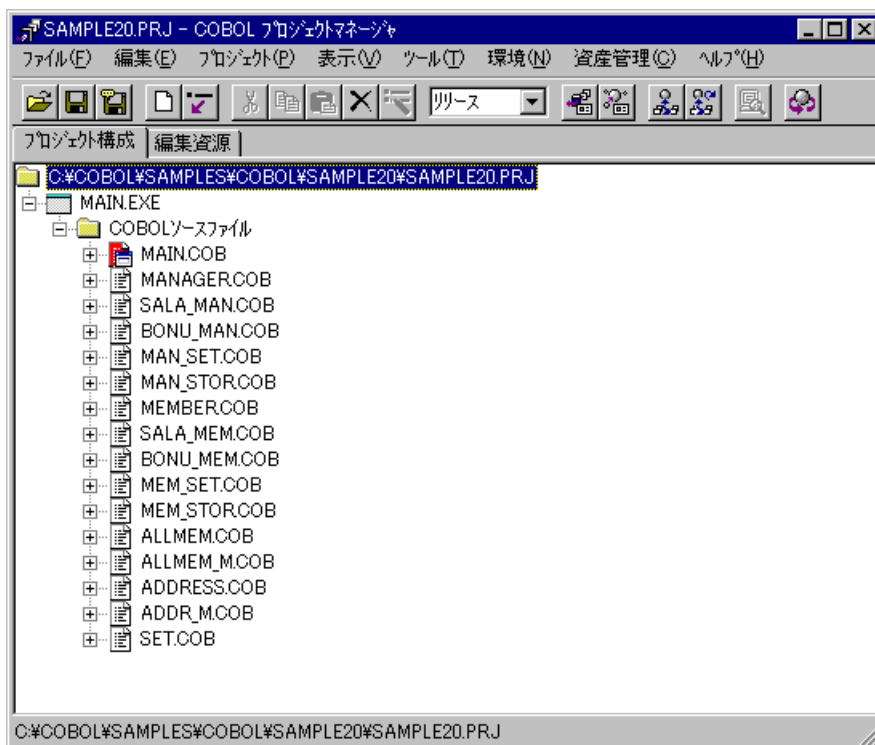 SAMPLE20.PRJ - COBOL ﾌﾟﾛｼﾞｪｸﾄﾏﾈｰｼﾞｬ
ﾌｧｲﾙ(F) 編集(E) ﾌﾟﾛｼﾞｪｸﾄ(P) 表示(V) ﾂｰﾙ(T) 環境(N) 資産管理(C) ﾍﾙﾌﾟ(H)
ﾘﾘｰｽ
ﾌﾟﾛｼﾞｪｸﾄ構成 編集資源
C:¥COBOL¥SAMPLES¥COBOL¥SAMPLE20¥SAMPLE20.PRJ
MAIN.EXE
COBOLｿｰｽﾌｧｲﾙ
MAIN.COB
MANAGER.COB
SALA_MAN.COB
BONU_MAN.COB
MAN_SET.COB
MAN_STOR.COB
MEMBER.COB
SALA_MEM.COB
BONU_MEM.COB
MEM_SET.COB
MEM_STOR.COB
ALLMEM.COB
ALLMEM_M.COB
ADDRESS.COB
ADDR_M.COB
SET.COB
C:¥COBOL¥SAMPLES¥COBOL¥SAMPLE20¥SAMPLE20.PRJ